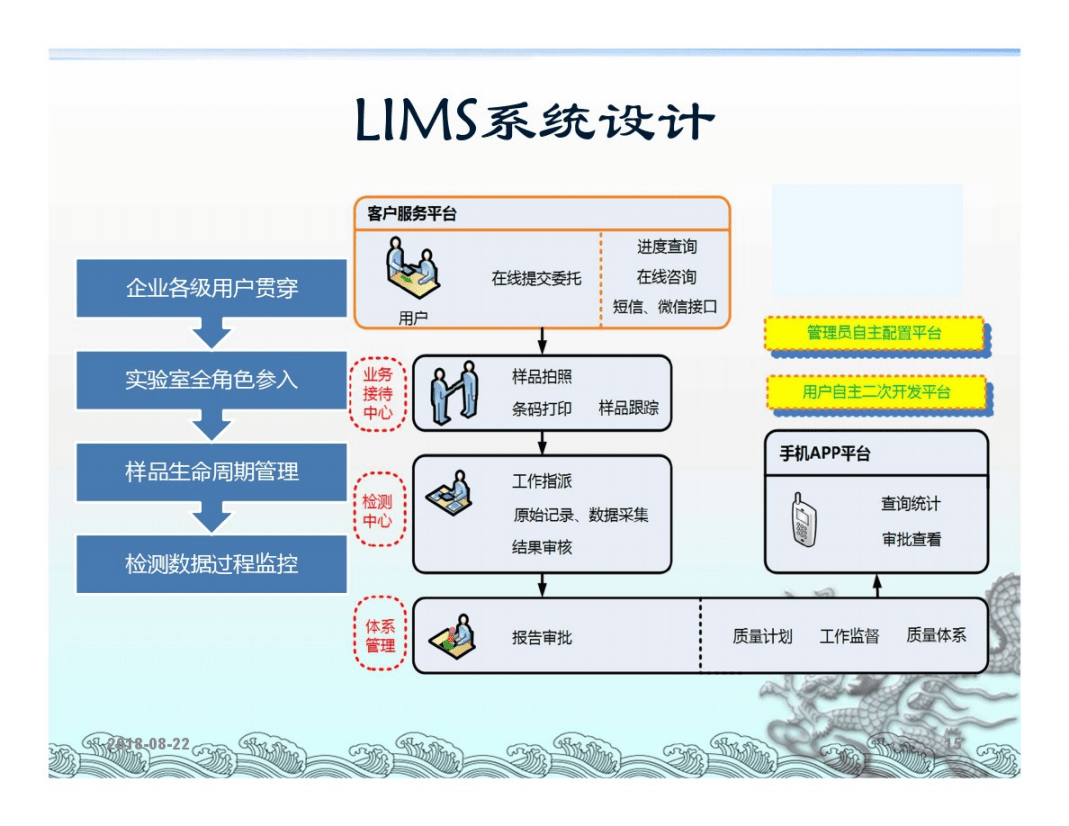 LIMS系统设计
企业各级用户贯穿
实验室全角色参入
样品生命周期管理
检测数据过程监控
客户服务平台
用户
在线提交委托
进度查询
在线咨询
短信、微信接口
业务
接待
中心
样品拍照
条码打印 样品跟踪
检测
中心
工作指派
原始记录、数据采集
结果审核
体系
管理
报告审批
质量计划 工作监督 质量体系
管理员自主配置平台
用户自主二次开发平台
手机APP平台
查询统计
审批查看
2018-08-22
15